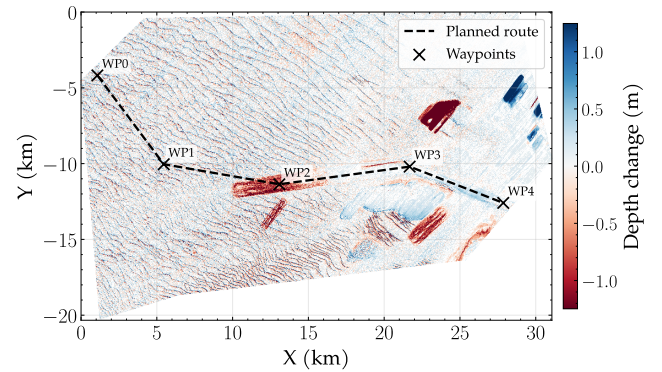 0
−5
−10
−15
−20
Y (km)
0
5
10
15
20
25
30
X (km)
WP0
WP1
WP2
WP3
WP4
Planned route
Waypoints
1.0
0.5
0.0
−0.5
−1.0
Depth change (m)